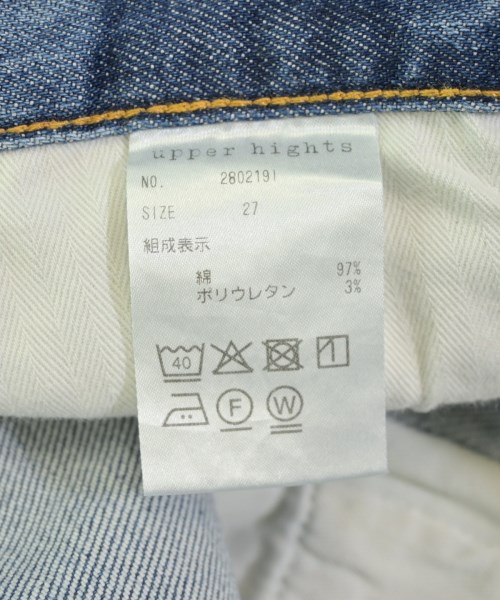 upper hights
NO. 2802191
SIZE 27
組成表示
綿 97%
ポリウレタン 3%
40
F W